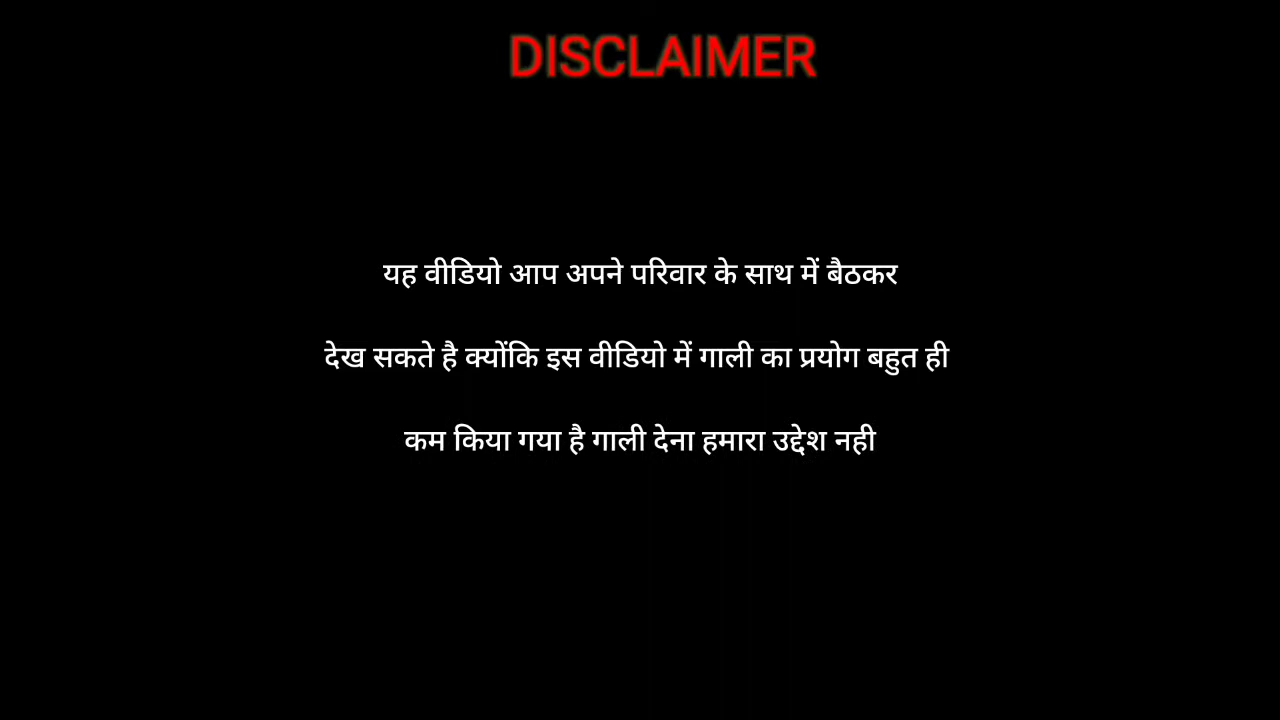 DISCLAIMER
यह वीडियो आप अपने परिवार के साथ में बैठकर
देख सकते है क्योंकि इस वीडियो में गाली का प्रयोग बहुत ही
कम किया गया है गाली देना हमारा उद्देश नही